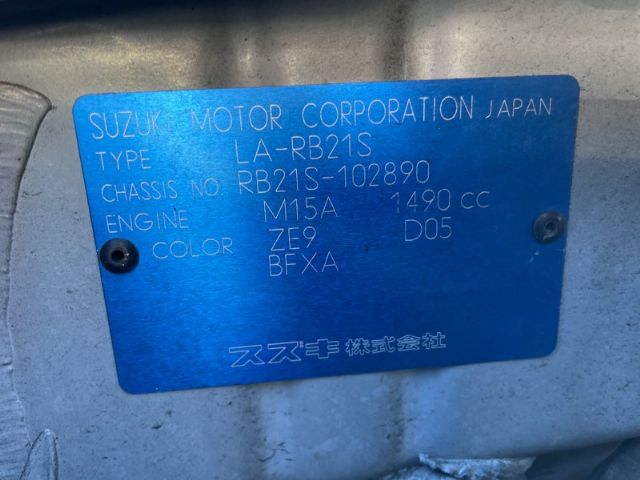 SUZUKI MOTOR CORPORATION JAPAN
TYPE LA-RB21S
CHASSIS NO. RB21S-102890
ENGINE M15A 1490 cc
COLOR ZE9 D05
BFXA
スズキ株式会社